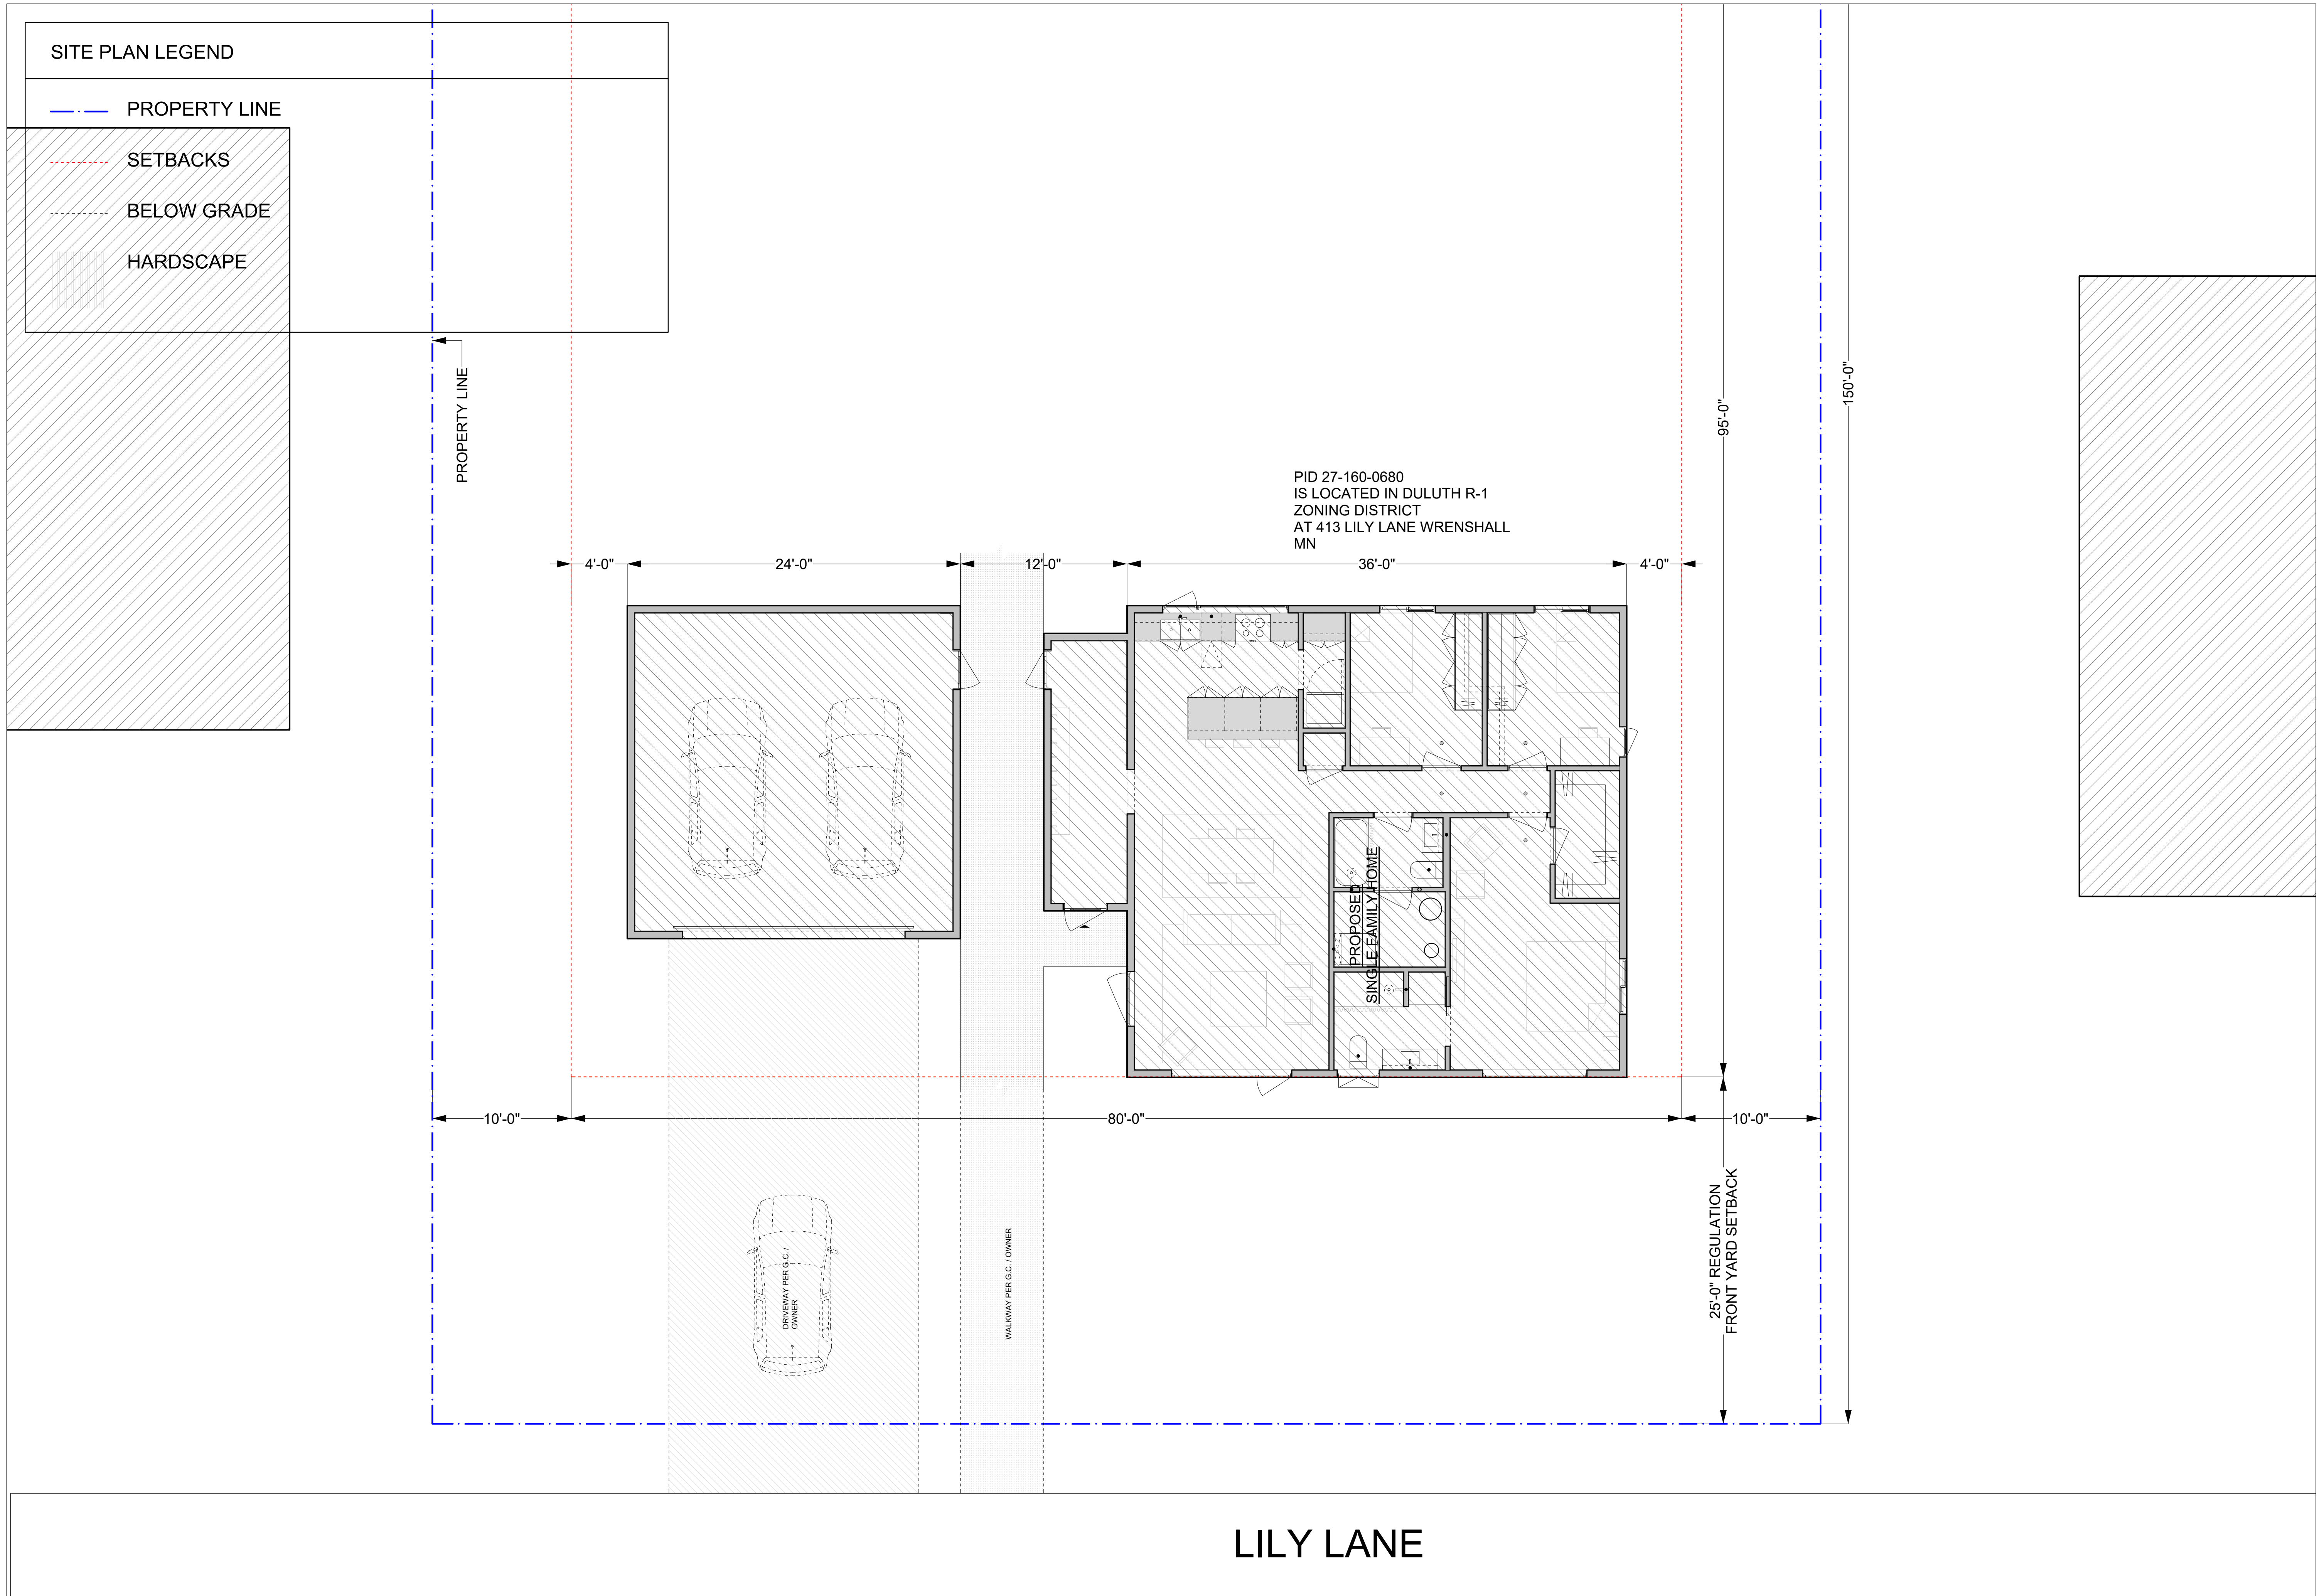 SITE PLAN LEGEND
PROPERTY LINE
SETBACKS
BELOW GRADE
HARDSCAPE
PROPERTY LINE
95'-0"
150'-0"
PID 27-160-0680
IS LOCATED IN DULUTH R-1
ZONING DISTRICT
AT 413 LILY LANE WRENSHALL
MN
4'-0"
24'-0"
12'-0"
36'-0"
4'-0"
PROPOSED
SINGLE FAMILY HOME
10'-0"
80'-0"
10'-0"
25'-0" REGULATION
FRONT YARD SETBACK
DRIVEWAY PER G.C. /
OWNER
WALKWAY PER G.C. / OWNER
LILY LANE